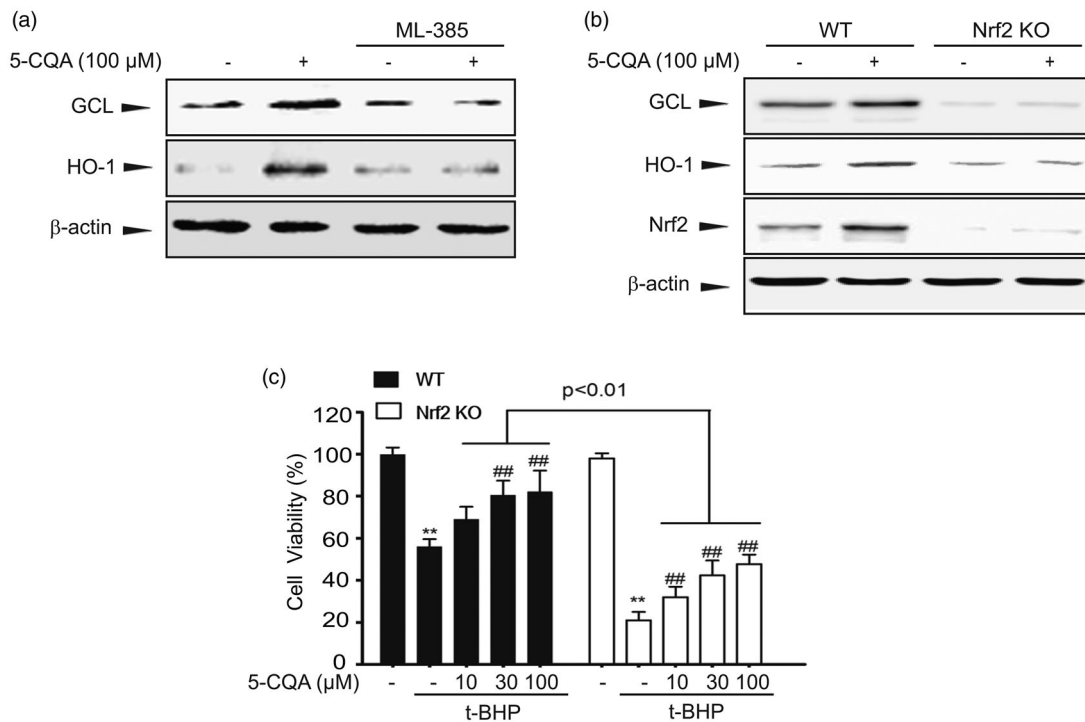 (a)
ML-385
5-CQA (100 μM) - + - +
GCL
HO-1
β-actin
(b)
WT Nrf2 KO
5-CQA (100 μM) - + - +
GCL
HO-1
Nrf2
β-actin
(c)
WT
Nrf2 KO
p<0.01
Cell Viability (%)
120
100
80
60
40
20
0
** ## ## ** ## ## ##
5-CQA (μM) - - 10 30 100 - - 10 30 100
t-BHP t-BHP